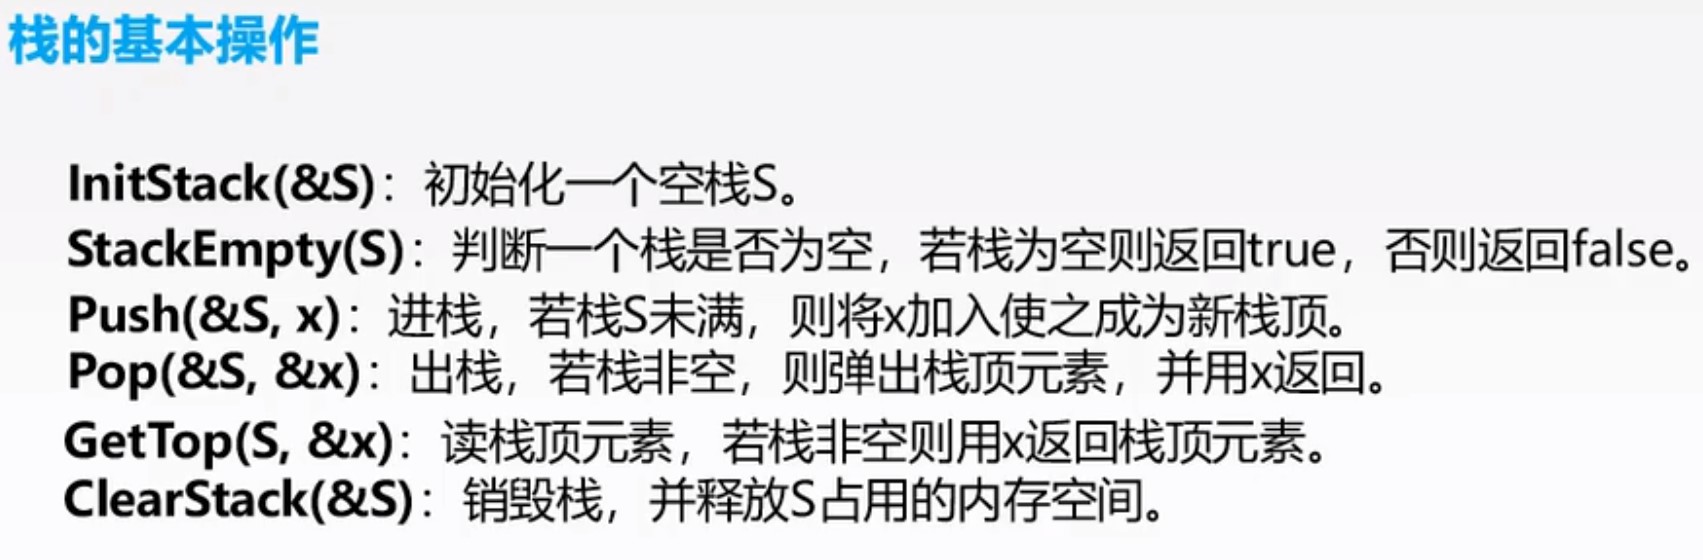 栈的基本操作
InitStack(&S)：初始化一个空栈S。
StackEmpty(S)：判断一个栈是否为空，若栈为空则返回true，否则返回false。
Push(&S, x)：进栈，若栈S未满，则将x加入使之成为新栈顶。
Pop(&S, &x)：出栈，若栈非空，则弹出栈顶元素，并用x返回。
GetTop(S, &x)：读栈顶元素，若栈非空则用x返回栈顶元素。
ClearStack(&S)：销毁栈，并释放S占用的内存空间。